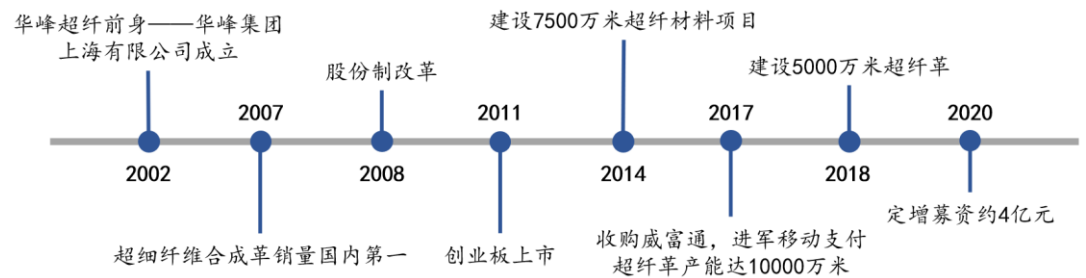 华峰超纤前身——华峰集团
上海有限公司成立
2002
2007
超细纤维合成革销量国内第一
股份制改革
2008
2011
创业板上市
建设7500万米超纤材料项目
2014
2017
收购威富通，进军移动支付
超纤革产能达10000万米
建设5000万米超纤革
2018
2020
定增募资约4亿元